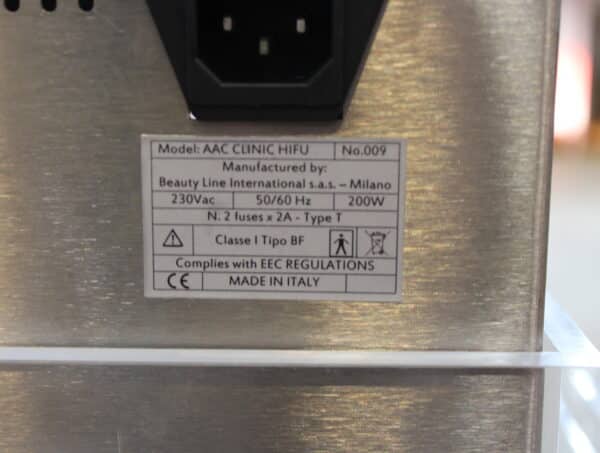 Model: AAC CLINIC HIFU No.009
Manufactured by:
Beauty Line International s.a.s. – Milano
230Vac 50/60 Hz 200W
N. 2 fuses x 2A - Type T
Classe I Tipo BF
Complies with EEC REGULATIONS
CE MADE IN ITALY